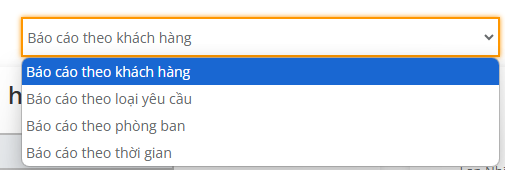 Báo cáo theo khách hàng
Báo cáo theo khách hàng
Báo cáo theo loại yêu cầu
Báo cáo theo phòng ban
Báo cáo theo thời gian